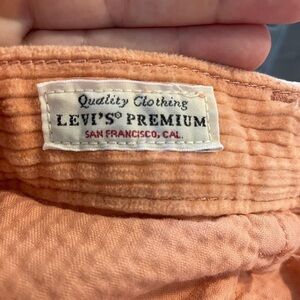 Quality Clothing
LEVI'S® PREMIUM
SAN FRANCISCO, CAL.